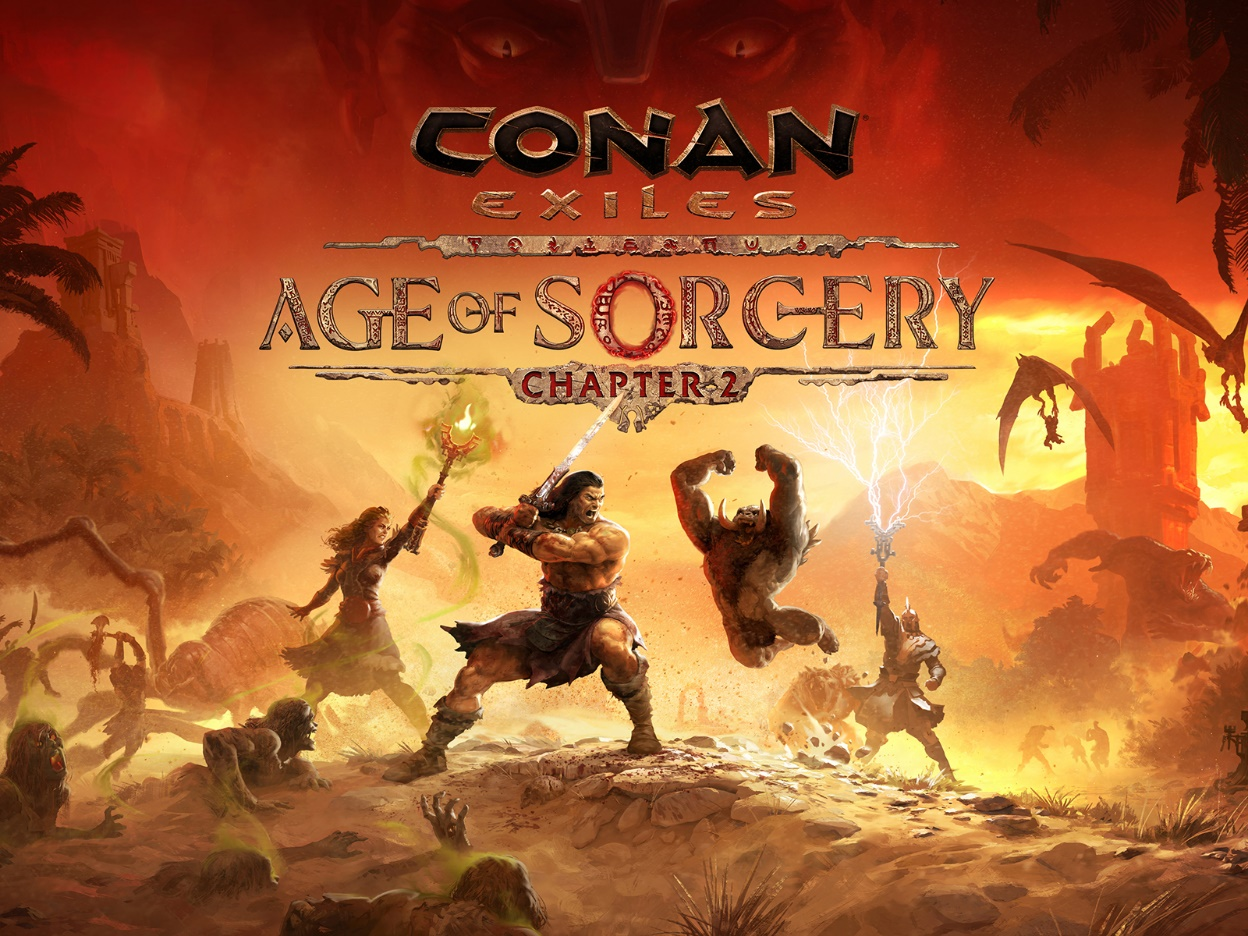 CONAN
EXILES
AGE OF SORCERY
CHAPTER 2